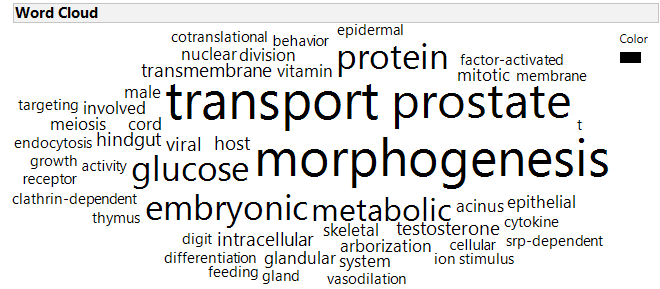 Word Cloud
epidermal
Color
cotranslational behavior
nuclear division protein factor-activated
transmembrane vitamin mitotic membrane
male transport prostate
targeting involved
meiosis cord t
endocytosis hindgut viral host morphogenesis
growth activity glucose
receptor
clathrin-dependent embryonic metabolic acinus epithelial
thymus skeletal testosterone cytokine
digit intracellular arborization cellular srp-dependent
differentiation glandular system ion stimulus
feeding gland vasodilation